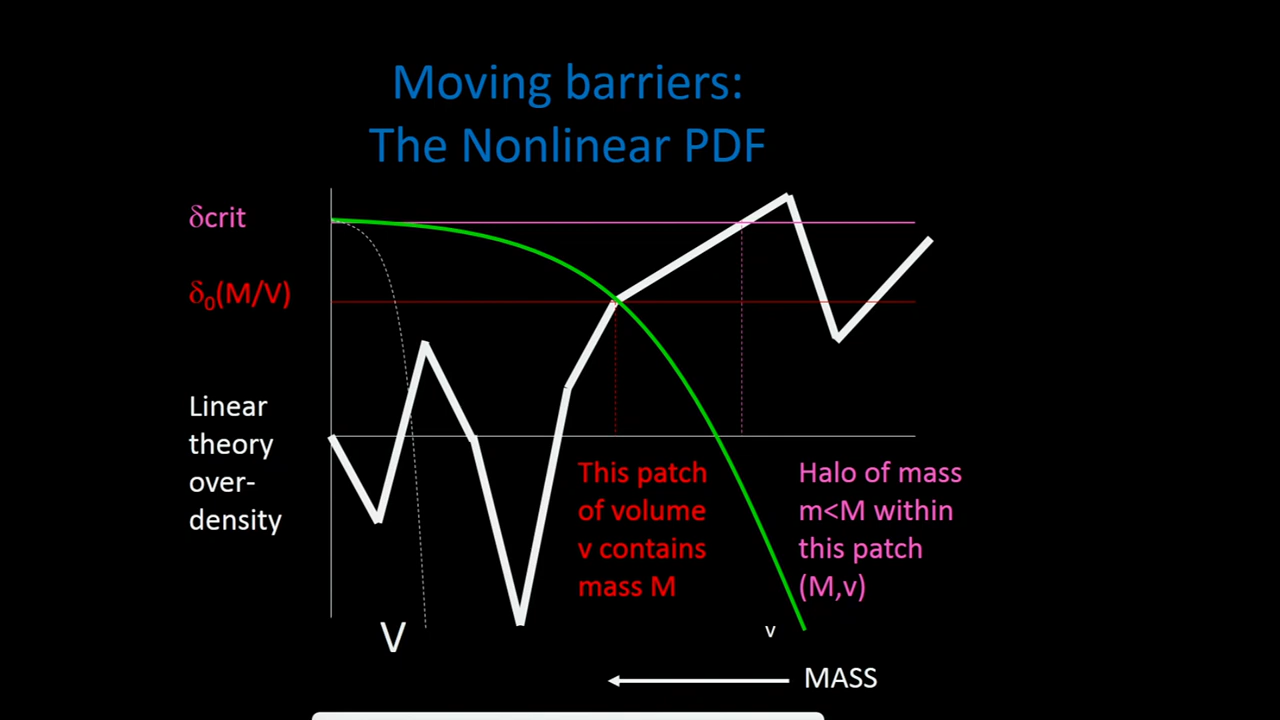 Moving barriers:
The Nonlinear PDF
δcrit
δ₀(M/V)
Linear
theory
over-
density
This patch
of volume
v contains
mass M
Halo of mass
m<M within
this patch
(M,v)
V
v
MASS